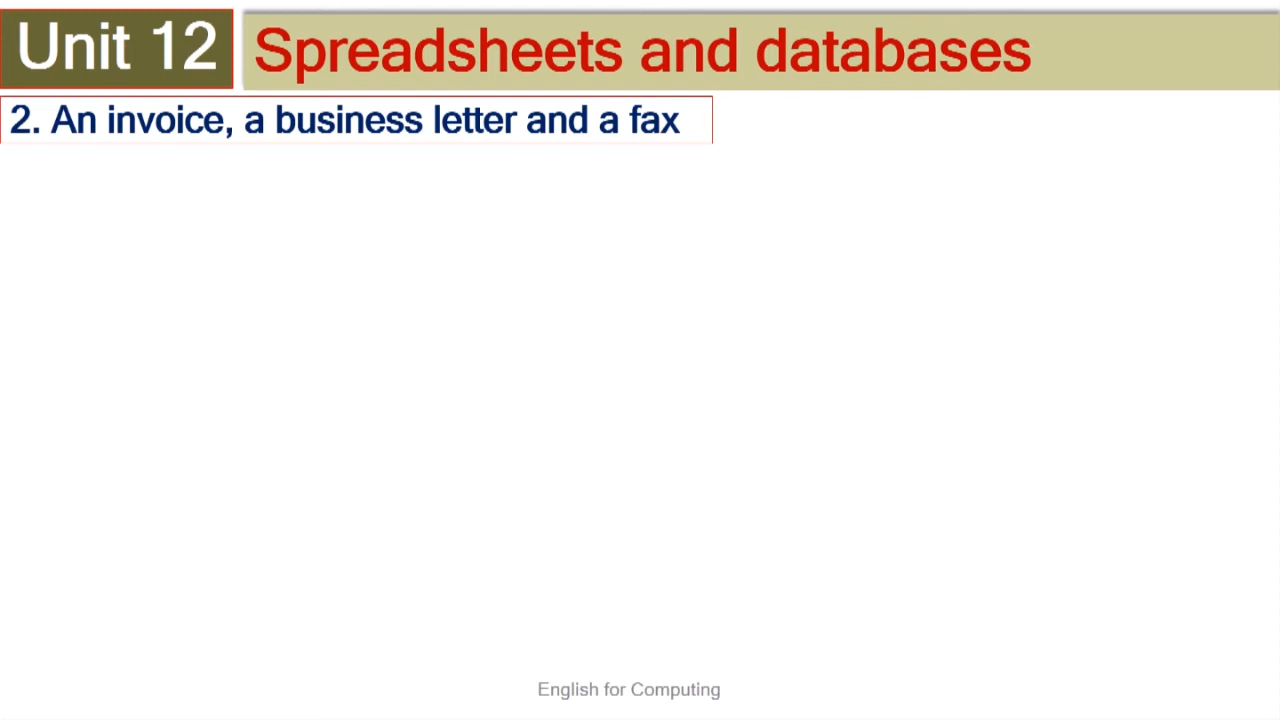 Unit 12
Spreadsheets and databases
2. An invoice, a business letter and a fax
English for Computing